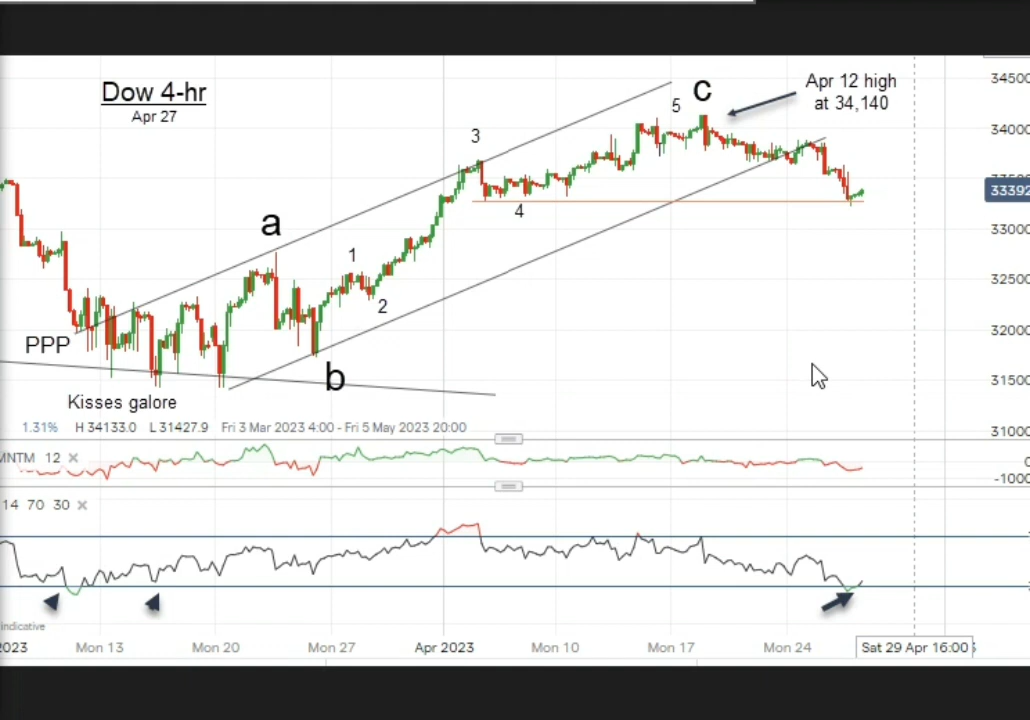 Dow 4-hr
Apr 27
Apr 12 high
at 34,140
34500
34000
33392
33000
32500
32000
31500
31000
a
b
c
1
2
3
4
5
PPP
Kisses galore
1.31% H 34133.0 L 31427.9 Fri 3 Mar 2023 4:00 - Fri 5 May 2023 20:00
MNTM 12 ×
0
-1000
14 70 30 ×
indicative
2023 Mon 13 Mon 20 Mon 27 Apr 2023 Mon 10 Mon 17 Mon 24 Sat 29 Apr 16:00